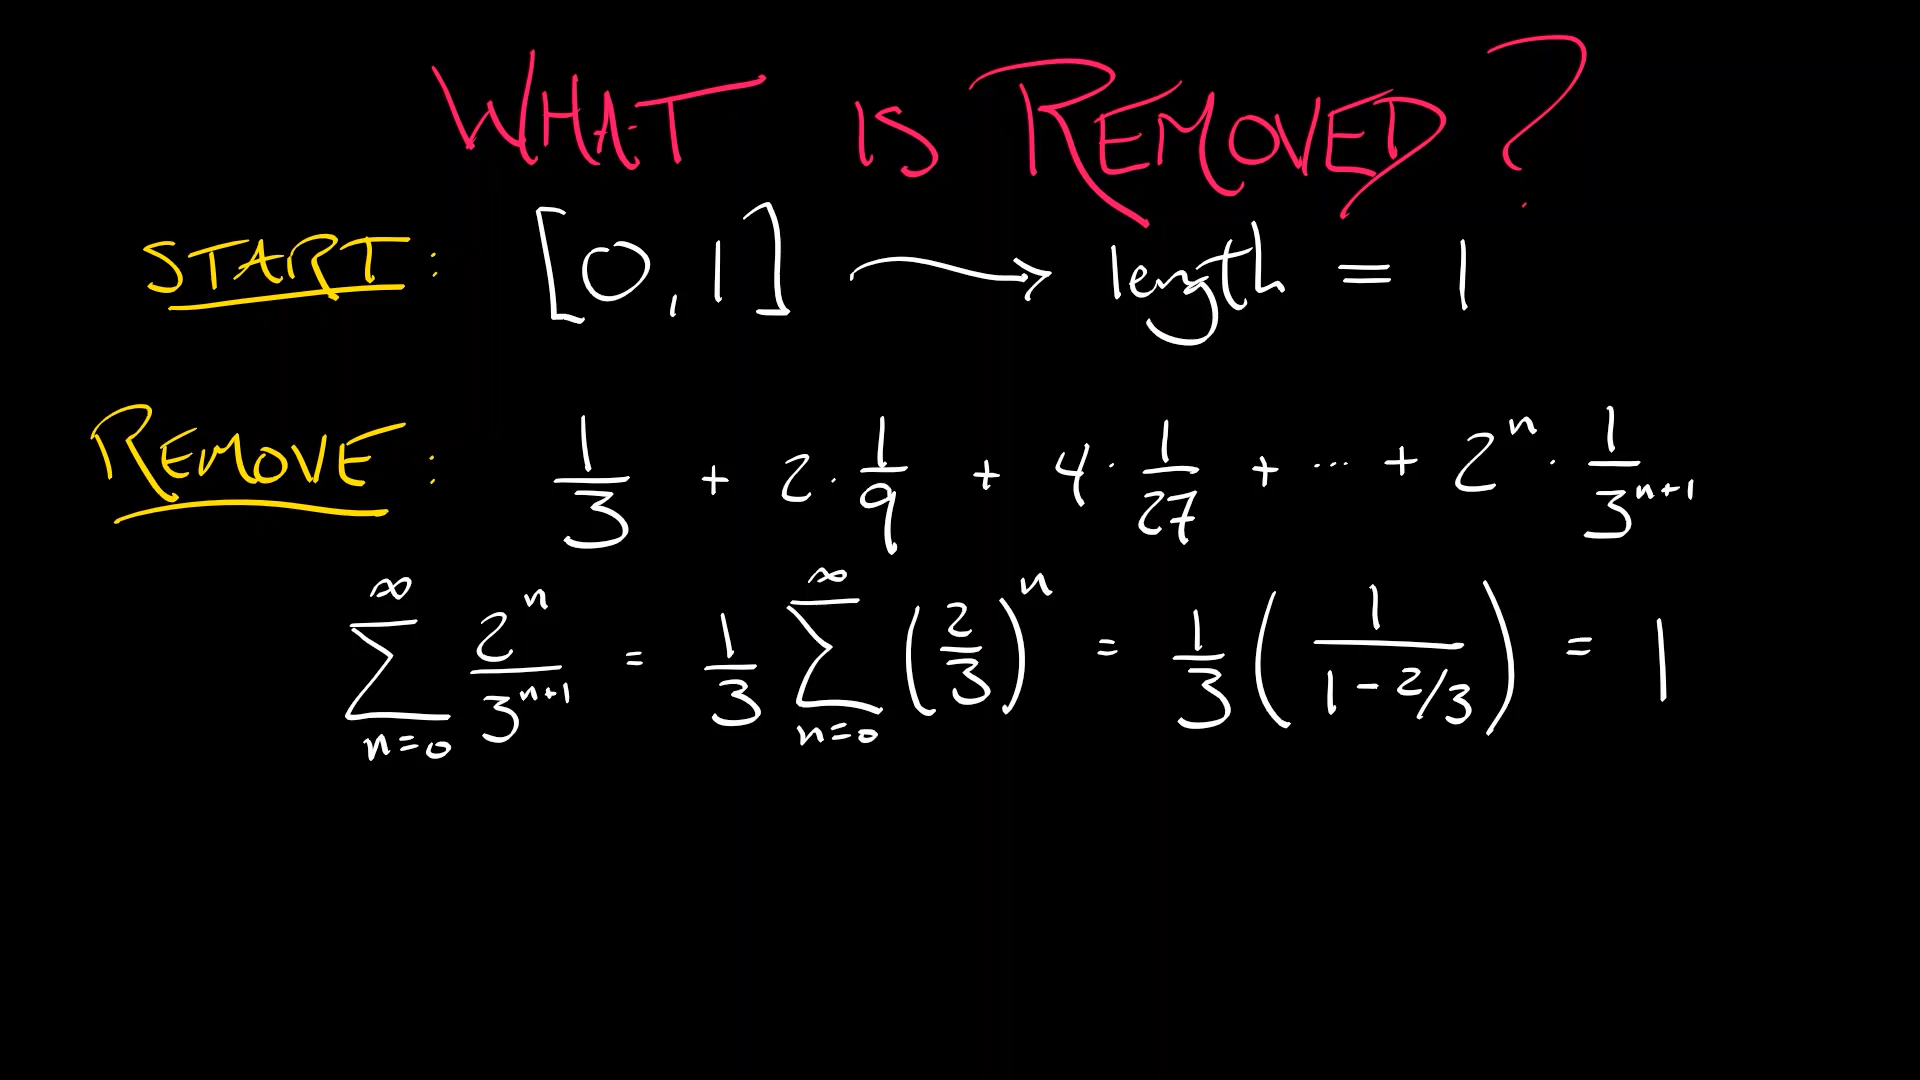 WHAT IS REMOVED?
START: [0,1] ⟶ length = 1
REMOVE: 1/3 + 2·1/9 + 4·1/27 + ··· + 2^n · 1/3^{n+1}
∑_{n=0}^{∞} 2^n/3^{n+1} = 1/3 ∑_{n=0}^{∞} (2/3)^n = 1/3 (1/(1-2/3)) = 1